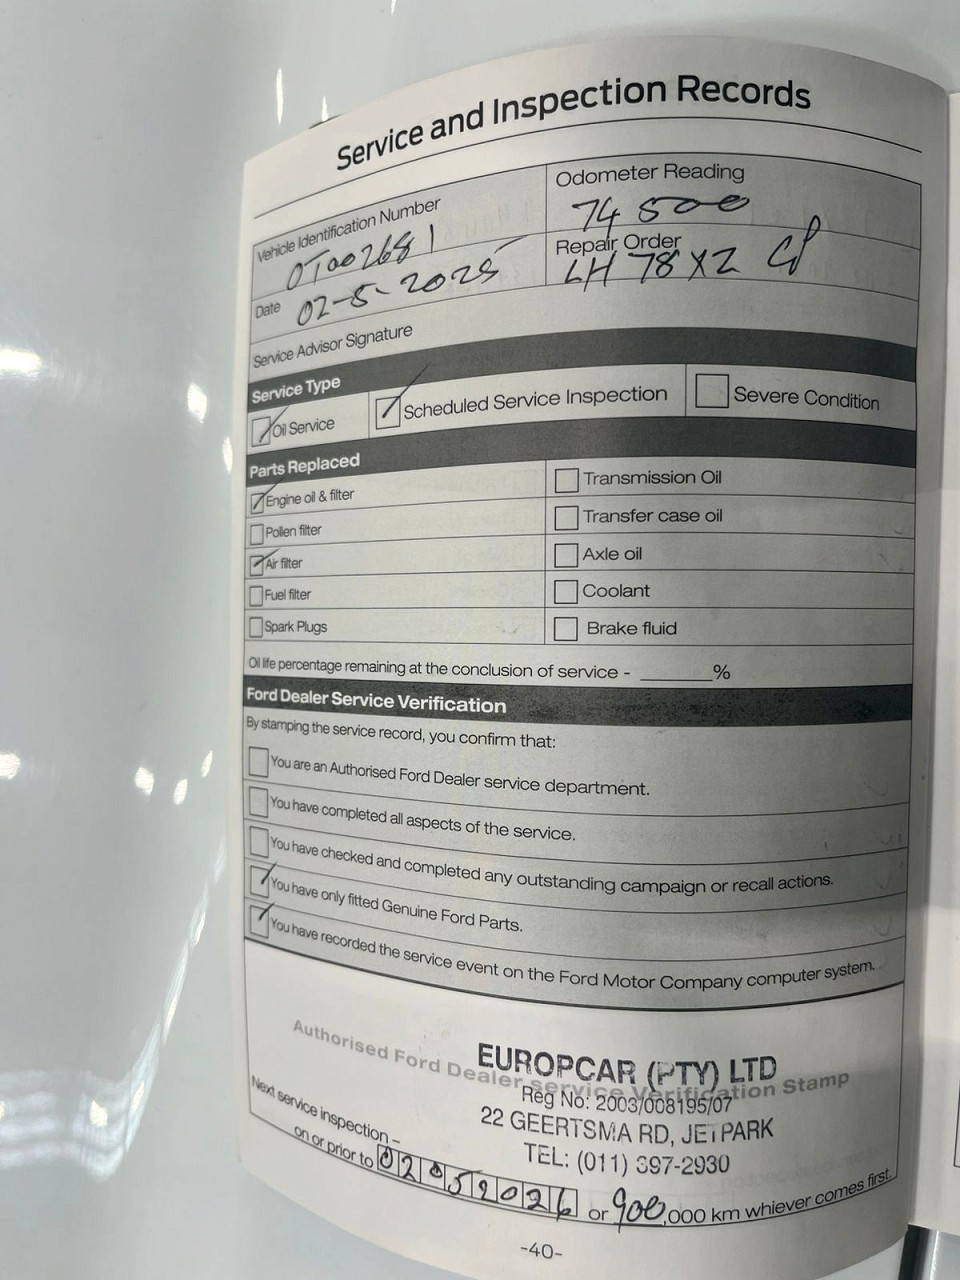 Service and Inspection Records
Vehicle Identification Number
0T002681
Odometer Reading
74 500
Date 02-5-2025
Repair Order
LH 78 X2 GP
Service Advisor Signature
Service Type
Oil Service
Scheduled Service Inspection
Severe Condition
Parts Replaced
Engine oil & filter
Transmission Oil
Pollen filter
Transfer case oil
Air filter
Axle oil
Fuel filter
Coolant
Spark Plugs
Brake fluid
Oil life percentage remaining at the conclusion of service - ______%
Ford Dealer Service Verification
By stamping the service record, you confirm that:
You are an Authorised Ford Dealer service department.
You have completed all aspects of the service.
You have checked and completed any outstanding campaign or recall actions.
You have only fitted Genuine Ford Parts.
You have recorded the service event on the Ford Motor Company computer system.
Authorised Ford Dealer Service Verification Stamp
EUROPCAR (PTY) LTD
Reg No: 2003/008195/07
22 GEERTSMA RD, JETPARK
TEL: (011) 397-2930
Next service inspection –
on or prior to 02052026 or 900,000 km whiever comes first.
-40-